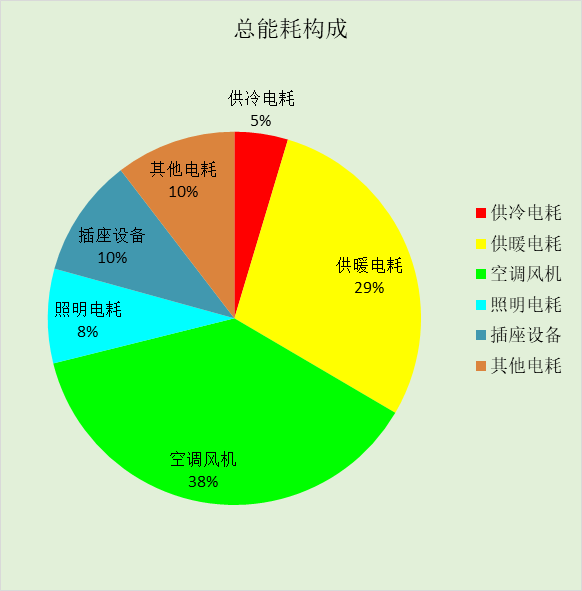 总能耗构成
供冷电耗
5%
供暖电耗
29%
空调风机
38%
照明电耗
8%
插座设备
10%
其他电耗
10%
供冷电耗
供暖电耗
空调风机
照明电耗
插座设备
其他电耗